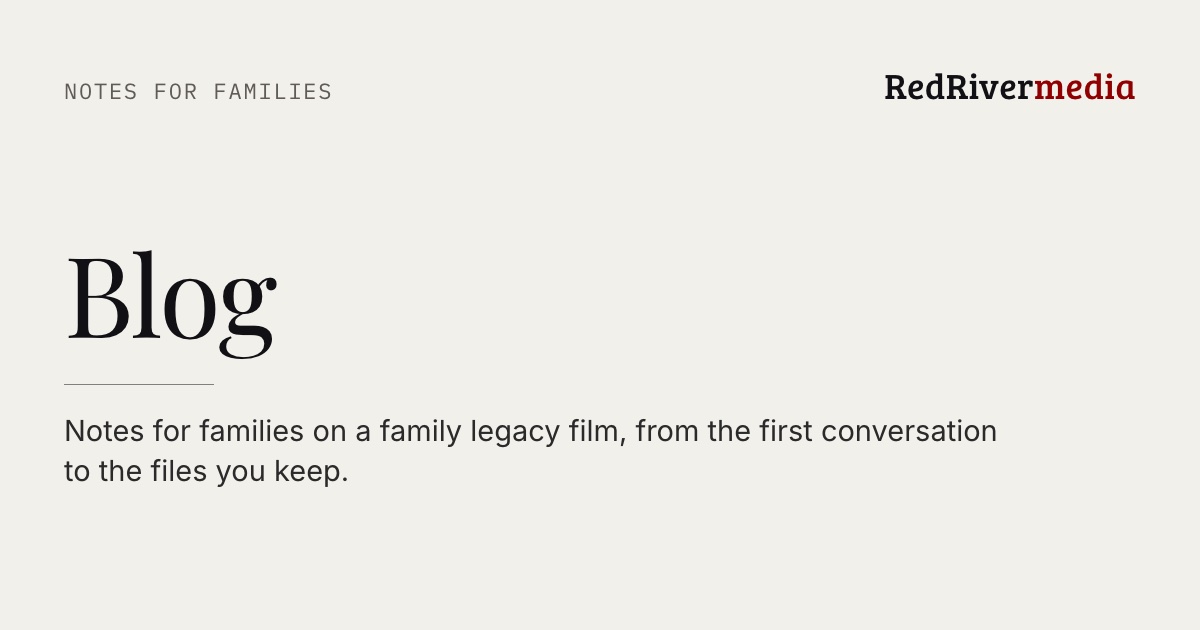 NOTES FOR FAMILIES
RedRivermedia
Blog
Notes for families on a family legacy film, from the first conversation
to the files you keep.